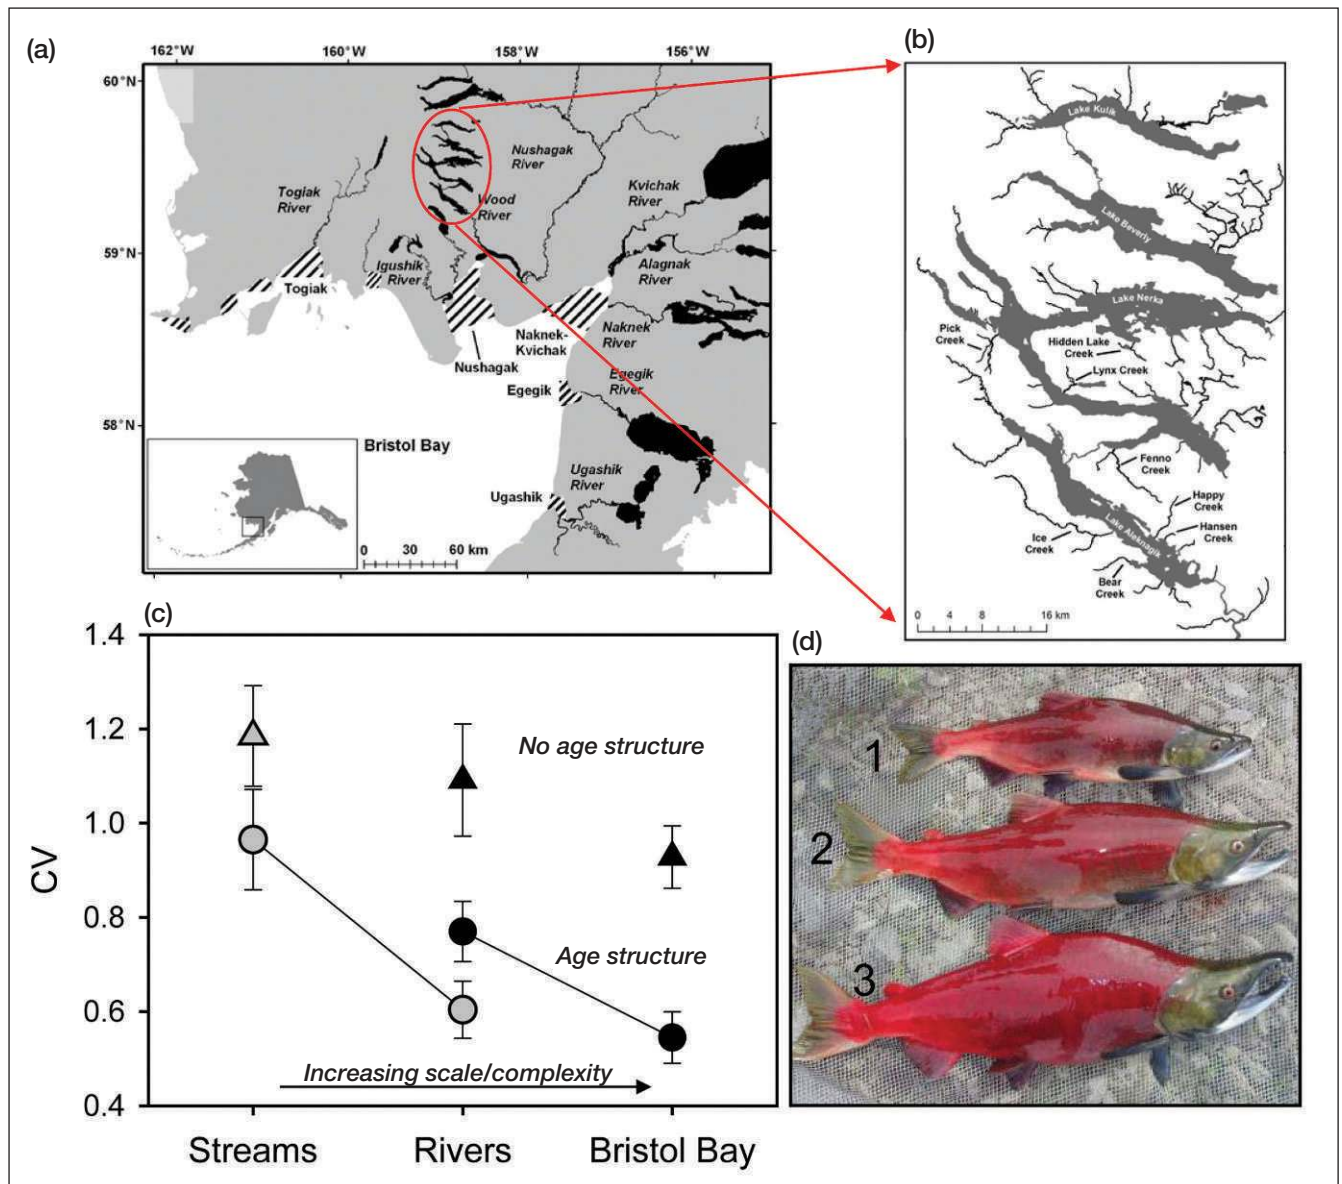 (a)
162°W
160°W
158°W
156°W
60°N
59°N
58°N
Nushagak
River
Togiak
River
Wood
River
Kvichak
River
Igushik
River
Alagnak
River
Togiak
Naknek
River
Naknek-
Kvichak
Nushagak
Egegik
River
Egegik
Bristol Bay
Ugashik
River
Ugashik
0 30 60 km
(b)
Lake Kulik
Lake Beverly
Lake Nerka
Pick
Creek
Hidden Lake
Creek
Lynx Creek
Fenno
Creek
Happy
Creek
Hansen
Creek
Lake Aleknagik
Ice
Creek
Bear
Creek
0 4 8 16 km
(c)
1.4
1.2
1.0
0.8
0.6
0.4
CV
No age structure
Age structure
Increasing scale/complexity
Streams
Rivers
Bristol Bay
(d)
1
2
3